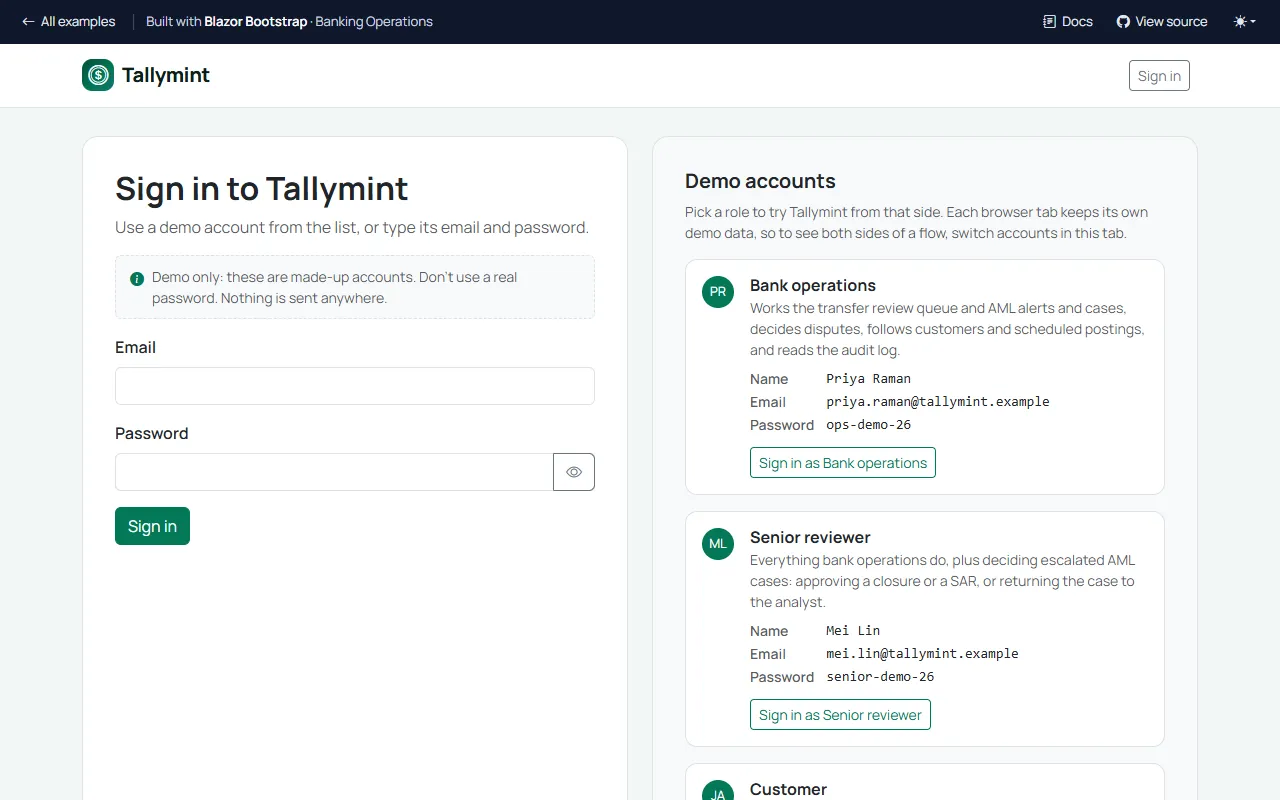 All examples
Built with Blazor Bootstrap · Banking Operations
Docs
View source
Tallymint
Sign in
Sign in to Tallymint
Use a demo account from the list, or type its email and password.
Demo only: these are made-up accounts. Don't use a real
password. Nothing is sent anywhere.
Email
Password
Sign in
Demo accounts
Pick a role to try Tallymint from that side. Each browser tab keeps its own
demo data, so to see both sides of a flow, switch accounts in this tab.
PR
Bank operations
Works the transfer review queue and AML alerts and cases,
decides disputes, follows customers and scheduled postings,
and reads the audit log.
Name Priya Raman
Email priya.raman@tallymint.example
Password ops-demo-26
Sign in as Bank operations
ML
Senior reviewer
Everything bank operations do, plus deciding escalated AML
cases: approving a closure or a SAR, or returning the case to
the analyst.
Name Mei Lin
Email mei.lin@tallymint.example
Password senior-demo-26
Sign in as Senior reviewer
JA
Customer